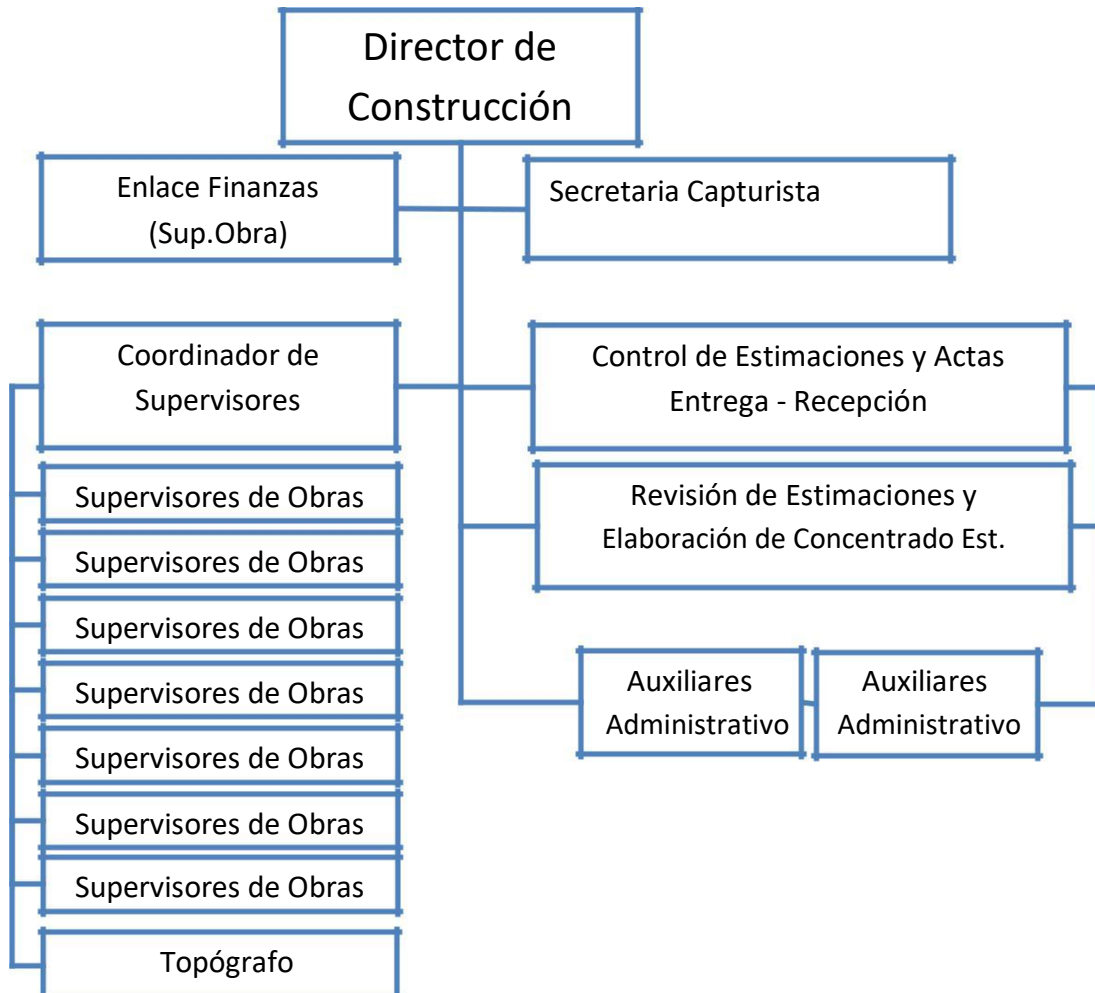 Director de
Construcción
Enlace Finanzas
(Sup.Obra)
Secretaria Capturista
Coordinador de
Supervisores
Control de Estimaciones y Actas
Entrega - Recepción
Supervisores de Obras
Supervisores de Obras
Supervisores de Obras
Supervisores de Obras
Supervisores de Obras
Supervisores de Obras
Supervisores de Obras
Topógrafo
Revisión de Estimaciones y
Elaboración de Concentrado Est.
Auxiliares
Administrativo
Auxiliares
Administrativo